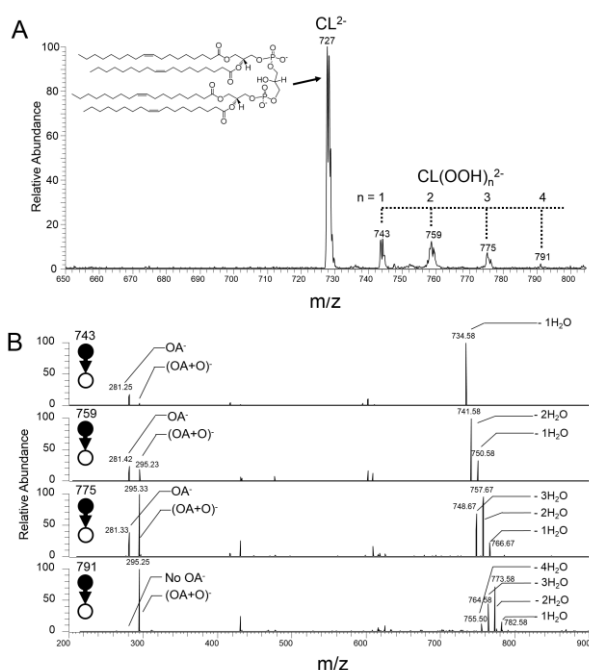 A
CL²⁻
727
100
80
60
40
20
0
Relative Abundance
O
O
O
O
P
O
O⁻
O
O
H
HO
H
O
O
O
O
P
O
O⁻
O
O
H
CL(OOH)ₙ²⁻
n = 1 2 3 4
743 759 775 791
650 660 670 680 690 700 710 720 730 740 750 760 770 780 790 800
m/z
B
743
100
50
0
281.25
OA⁻
(OA+O)⁻
734.58
- 1H₂O
759
100
50
0
281.42
OA⁻
295.23
(OA+O)⁻
741.58
- 2H₂O
750.58
- 1H₂O
775
100
50
0
281.33
295.33
OA⁻
(OA+O)⁻
748.67
757.67
766.67
- 3H₂O
- 2H₂O
- 1H₂O
791
100
50
0
295.25
No OA⁻
(OA+O)⁻
755.50
764.58
773.58
782.58
- 4H₂O
- 3H₂O
- 2H₂O
1H₂O
Relative Abundance
200 300 400 500 600 700 800 900
m/z